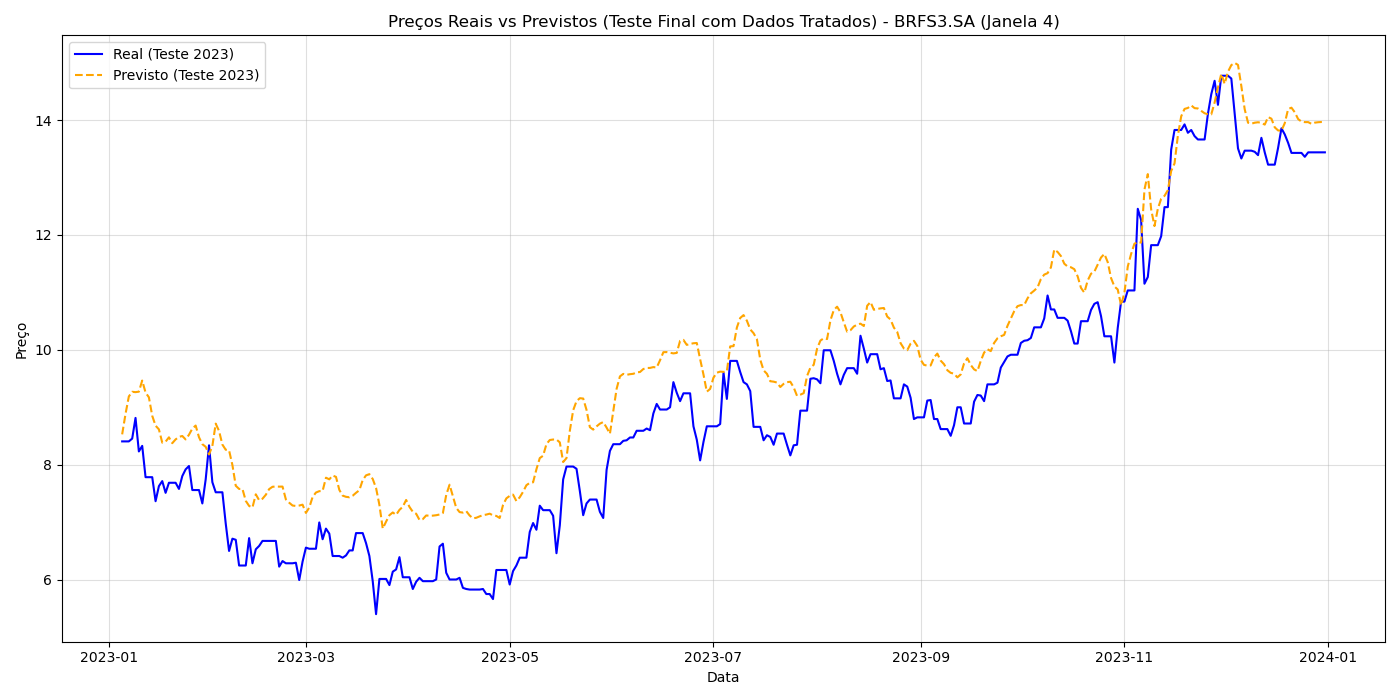 Preços Reais vs Previstos (Teste Final com Dados Tratados) - BRFS3.SA (Janela 4)
Real (Teste 2023)
Previsto (Teste 2023)
Preço
14
12
10
8
6
2023-01
2023-03
2023-05
2023-07
2023-09
2023-11
2024-01
Data